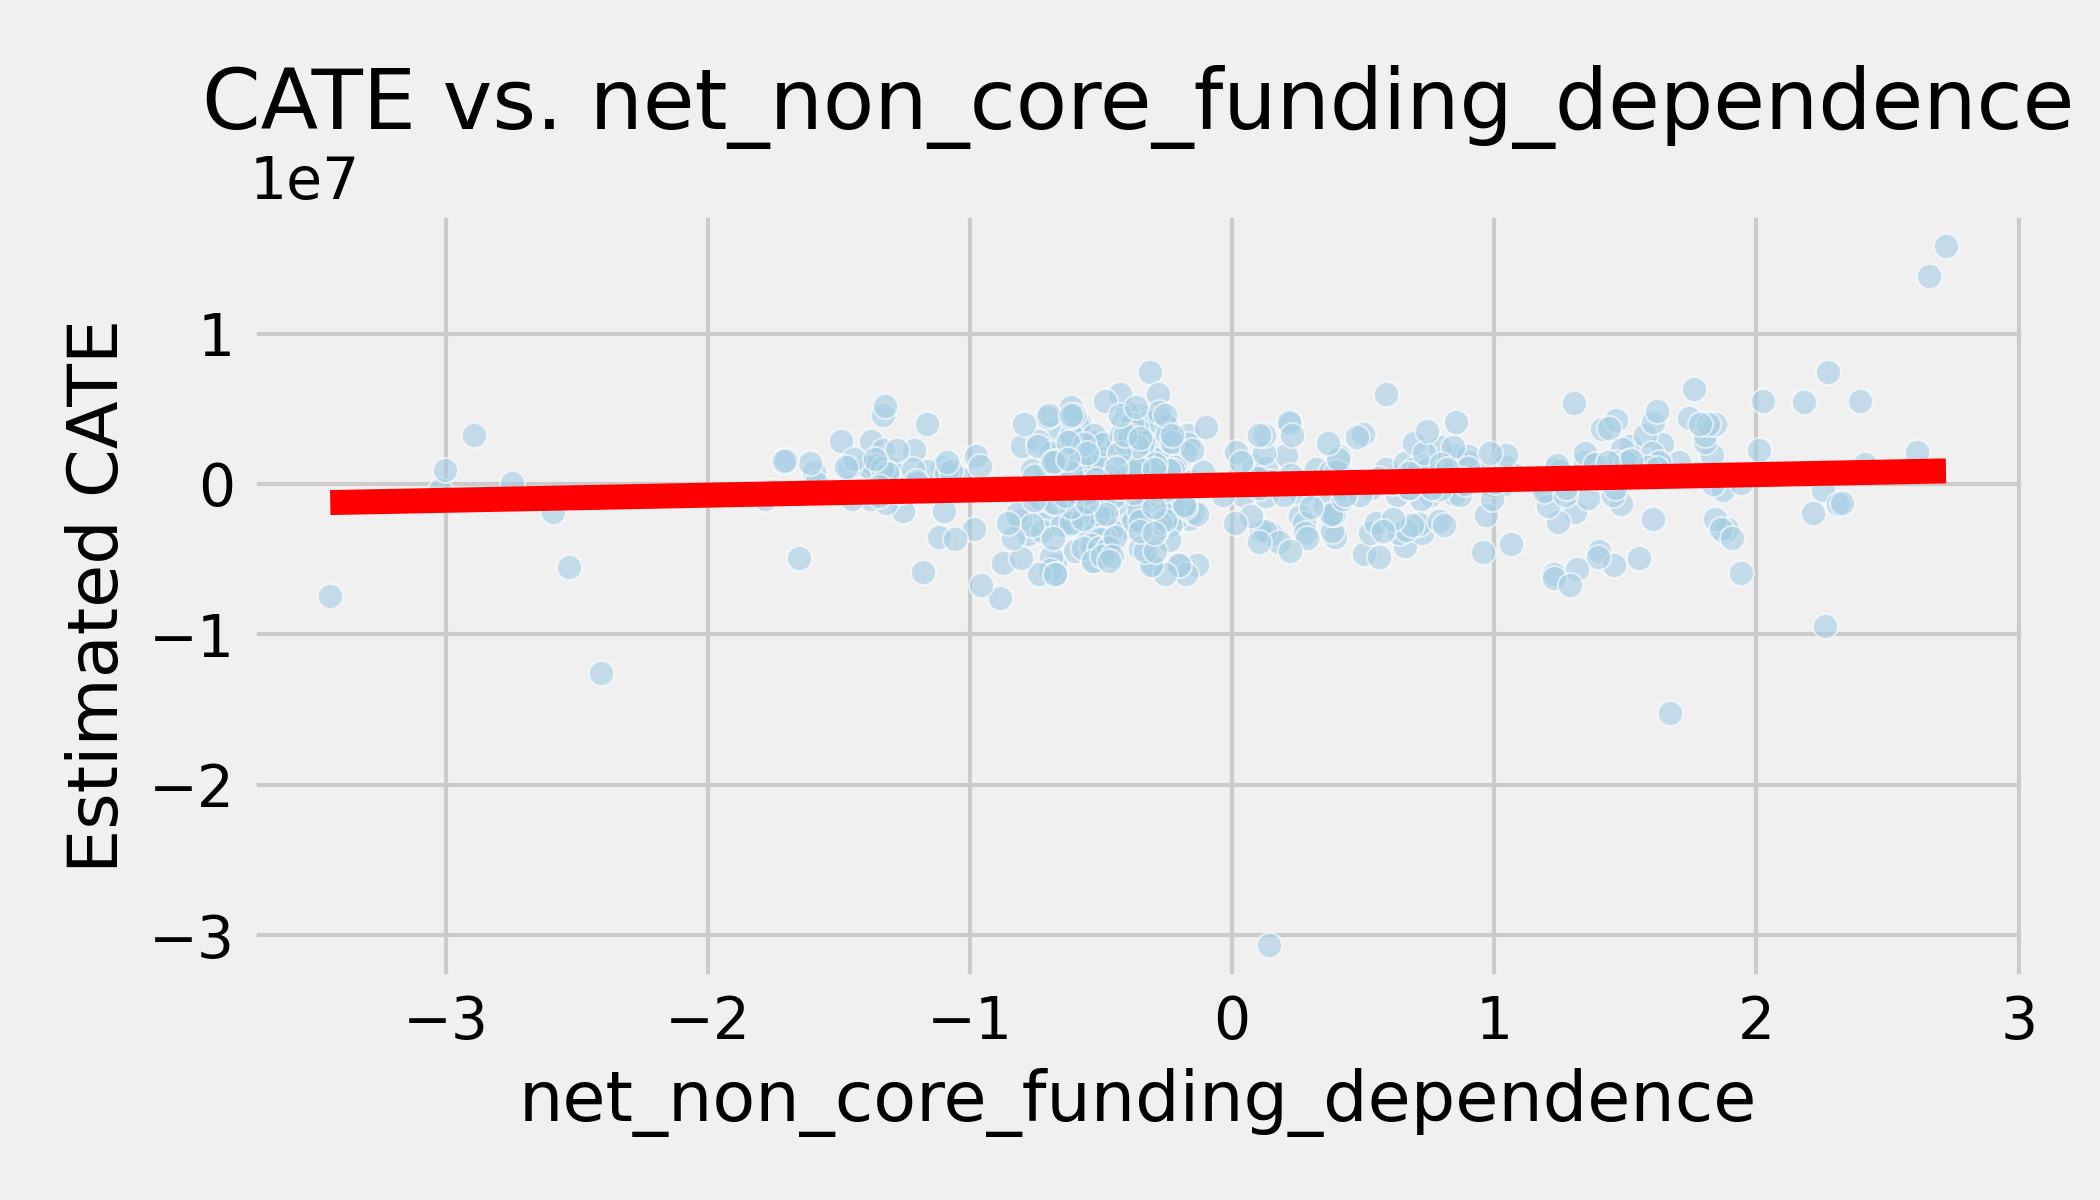 CATE vs. net_non_core_funding_dependence
1e7
1
0
−1
−2
−3
Estimated CATE
−3 −2 −1 0 1 2 3
net_non_core_funding_dependence